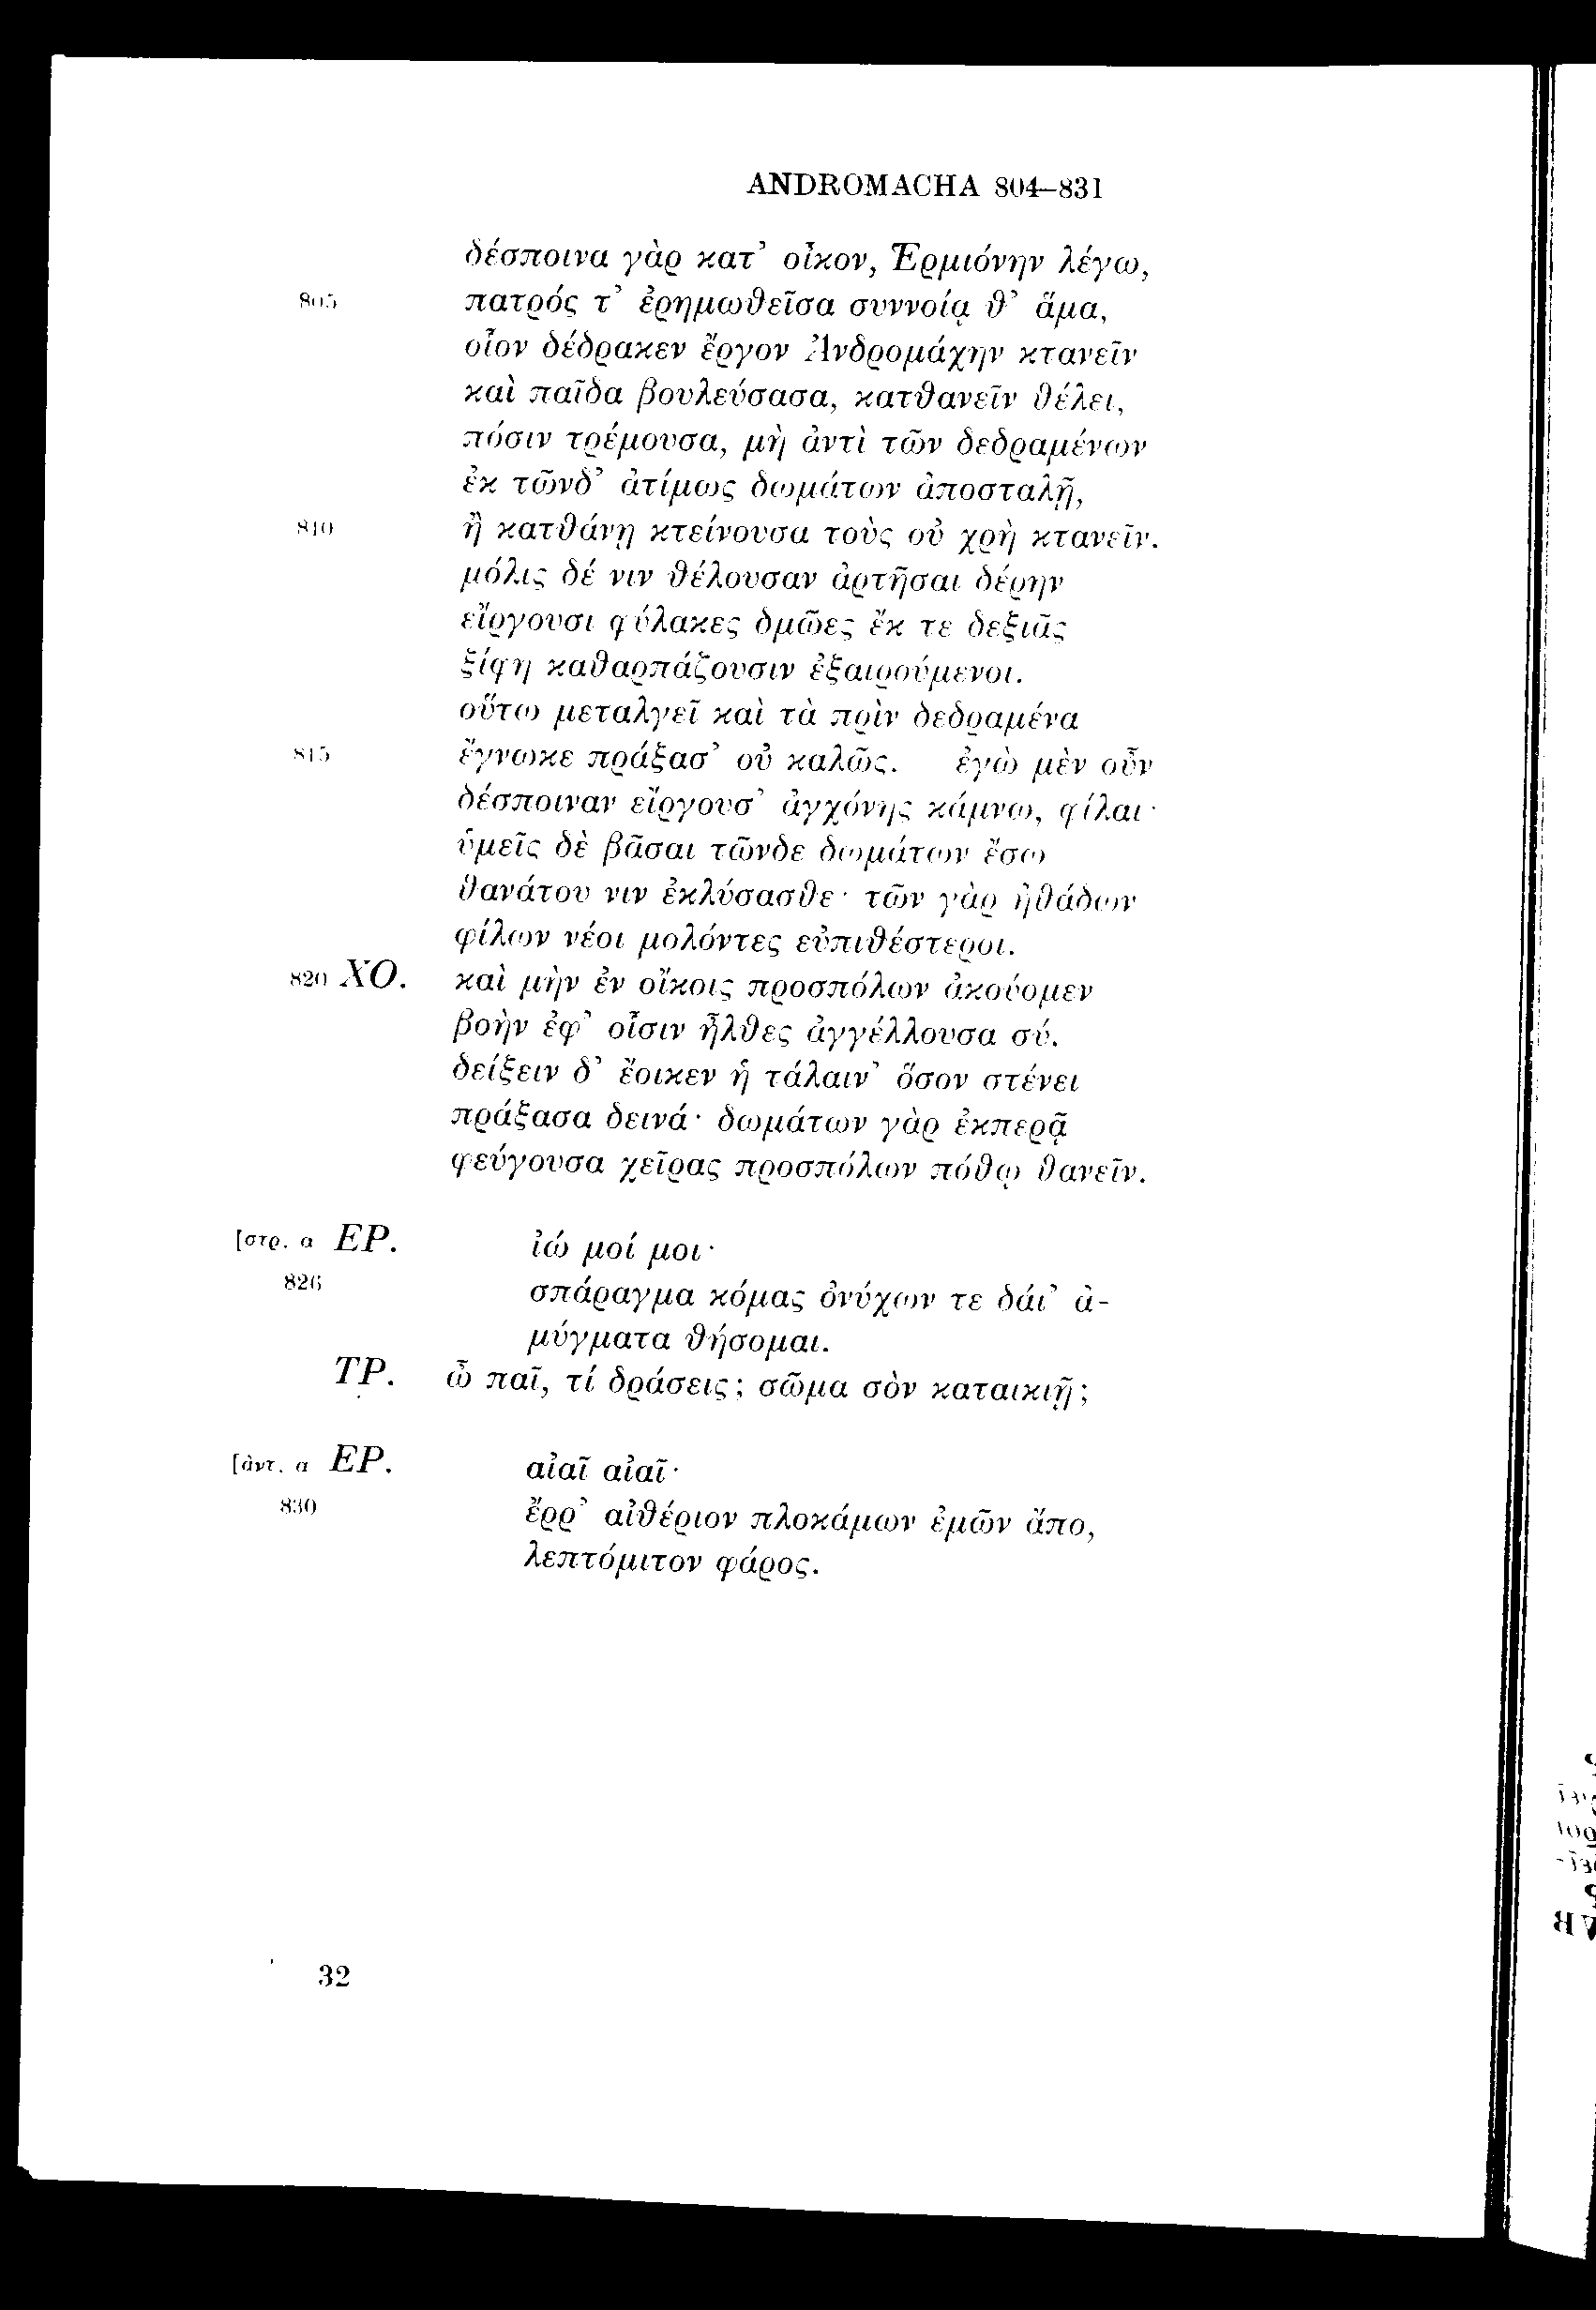 ANDROMACHA 804–831
δέσποινα γὰρ κατ’ οἶκον, Ἑρμιόνην λέγω,
805 πατρός τ’ ἐρημωθεῖσα συννοίᾳ θ’ ἅμα,
οἷον δέδρακεν ἔργον Ἀνδρομάχην κτανεῖν
καὶ παῖδα βουλεύσασα, κατθανεῖν θέλει,
πόσιν τρέμουσα, μὴ ἀντὶ τῶν δεδραμένων
ἐκ τῶνδ’ ἀτίμως δωμάτων ἀποσταλῇ,
810 ἢ κατθάνῃ κτείνουσα τοὺς οὐ χρὴ κτανεῖν.
μόλις δέ νιν θέλουσαν ἀρτῆσαι δέρην
εἴργουσι φύλακες δμῶες ἔκ τε δεξιᾶς
ξίφη καθαρπάζουσιν ἐξαιρούμενοι.
οὕτω μεταλγεῖ καὶ τὰ πρὶν δεδραμένα
815 ἔγνωκε πράξασ’ οὐ καλῶς. ἐγὼ μὲν οὖν
δέσποιναν εἴργουσ’ ἀγχόνης κάμνω, φίλαι·
ὑμεῖς δὲ βᾶσαι τῶνδε δωμάτων ἔσω
θανάτου νιν ἐκλύσασθε· τῶν γὰρ ἠθάδων
φίλων νέοι μολόντες εὐπιθέστεροι.
820 ΧΟ. καὶ μὴν ἐν οἴκοις προσπόλων ἀκούομεν
βοὴν ἐφ’ οἷσιν ἦλθες ἀγγέλλουσα σύ.
δείξειν δ’ ἔοικεν ἡ τάλαιν’ ὅσον στένει
πράξασα δεινά· δωμάτων γὰρ ἐκπερᾷ
φεύγουσα χεῖρας προσπόλων πόθῳ θανεῖν.
[στρ. α ΕΡ. ἰώ μοί μοι·
826 σπάραγμα κόμας ὀνύχων τε δάι’ ἀ-
μύγματα θήσομαι.
ΤΡ. ὦ παῖ, τί δράσεις; σῶμα σὸν καταικιῇ;
[ἀντ. α ΕΡ. αἰαῖ αἰαῖ·
830 ἔρρ’ αἰθέριον πλοκάμων ἐμῶν ἄπο,
λεπτόμιτον φάρος.
32